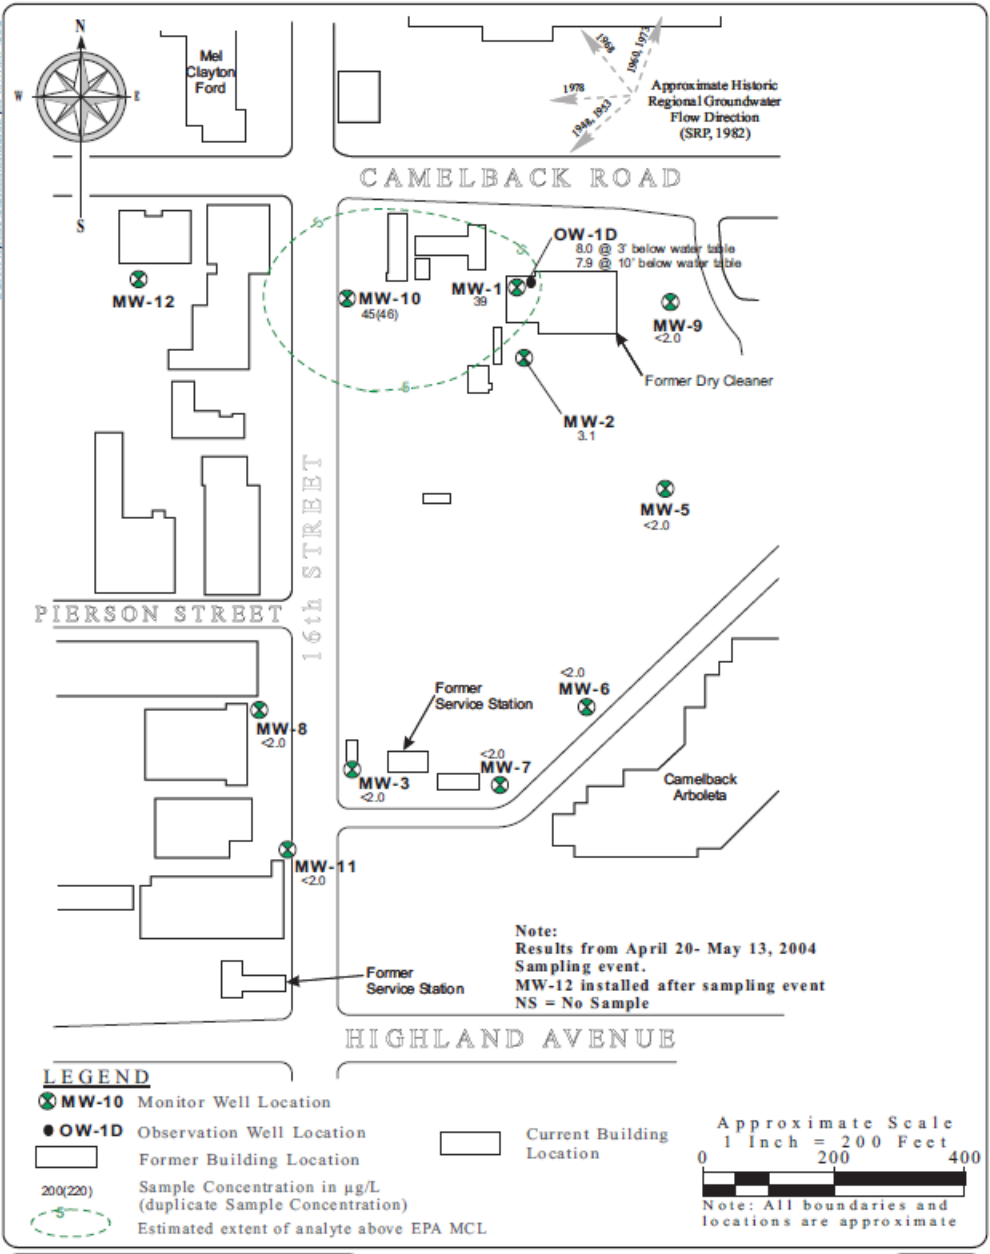 N
W
E
S
Mel
Clayton
Ford
1968
1960, 1973
1978
1948, 1953
Approximate Historic
Regional Groundwater
Flow Direction
(SRP, 1982)
CAMELBACK ROAD
5
5
OW-1D
8.0 @ 3' below water table
7.9 @ 10' below water table
MW-12
MW-10
45(46)
MW-1
39
MW-9
<2.0
Former Dry Cleaner
5
MW-2
3.1
16th STREET
MW-5
<2.0
PIERSON STREET
<2.0
MW-6
Former
Service Station
MW-8
<2.0
<2.0
MW-7
MW-3
<2.0
Camelback
Arboleta
MW-11
<2.0
Note:
Results from April 20- May 13, 2004
Sampling event.
MW-12 installed after sampling event
NS = No Sample
Former
Service Station
HIGHLAND AVENUE
LEGEND
MW-10 Monitor Well Location
OW-1D Observation Well Location
Former Building Location
Current Building
Location
200(220) Sample Concentration in µg/L
(duplicate Sample Concentration)
5 Estimated extent of analyte above EPA MCL
Approximate Scale
1 Inch = 200 Feet
0 200 400
Note: All boundaries and
locations are approximate